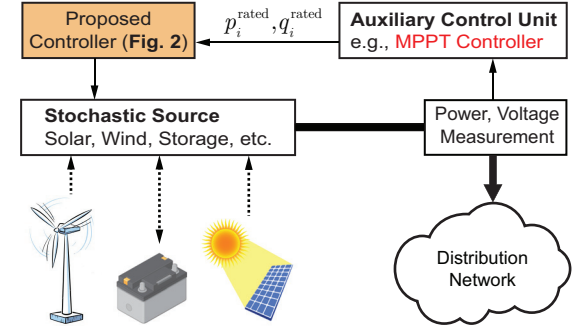 Proposed
Controller (Fig. 2)
p_i^rated, q_i^rated
Auxiliary Control Unit
e.g., MPPT Controller
Stochastic Source
Solar, Wind, Storage, etc.
Power, Voltage
Measurement
Distribution
Network